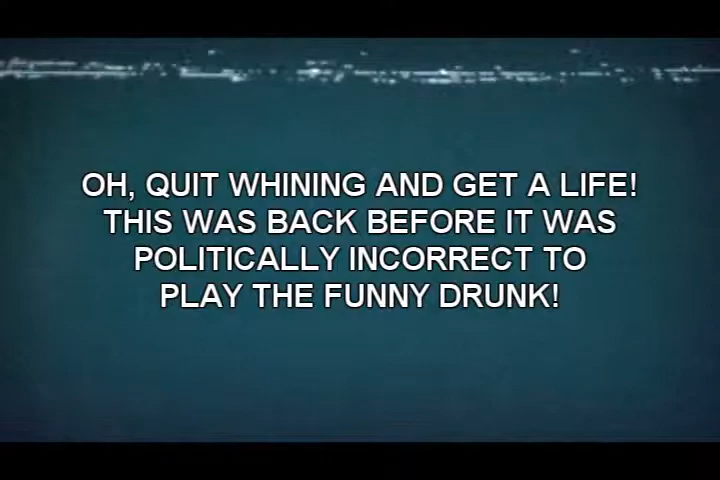 OH, QUIT WHINING AND GET A LIFE!
THIS WAS BACK BEFORE IT WAS
POLITICALLY INCORRECT TO
PLAY THE FUNNY DRUNK!